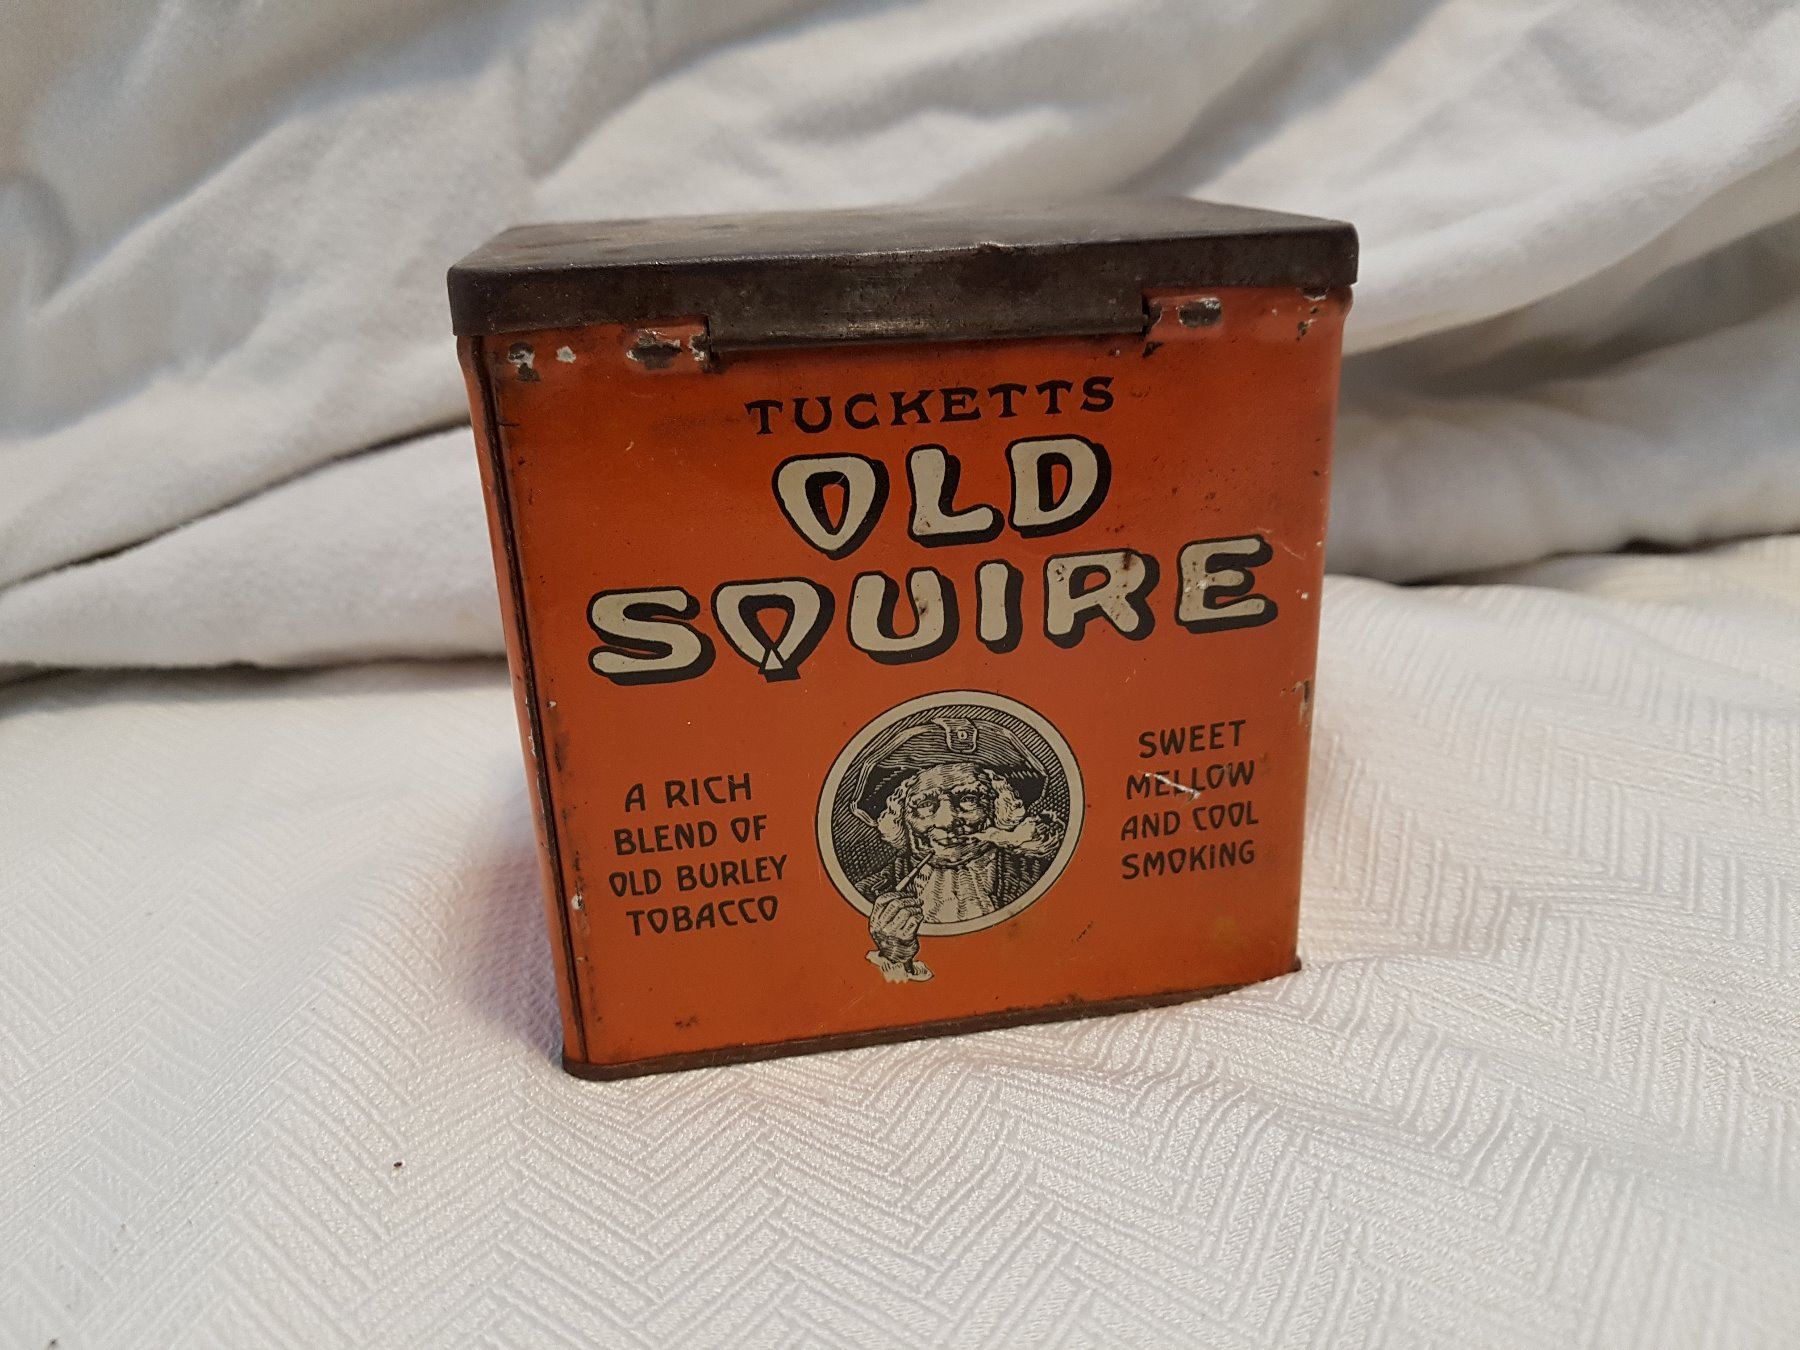 TUCKETTS
OLD
SQUIRE
A RICH
BLEND OF
OLD BURLEY
TOBACCO
SWEET
MELLOW
AND COOL
SMOKING